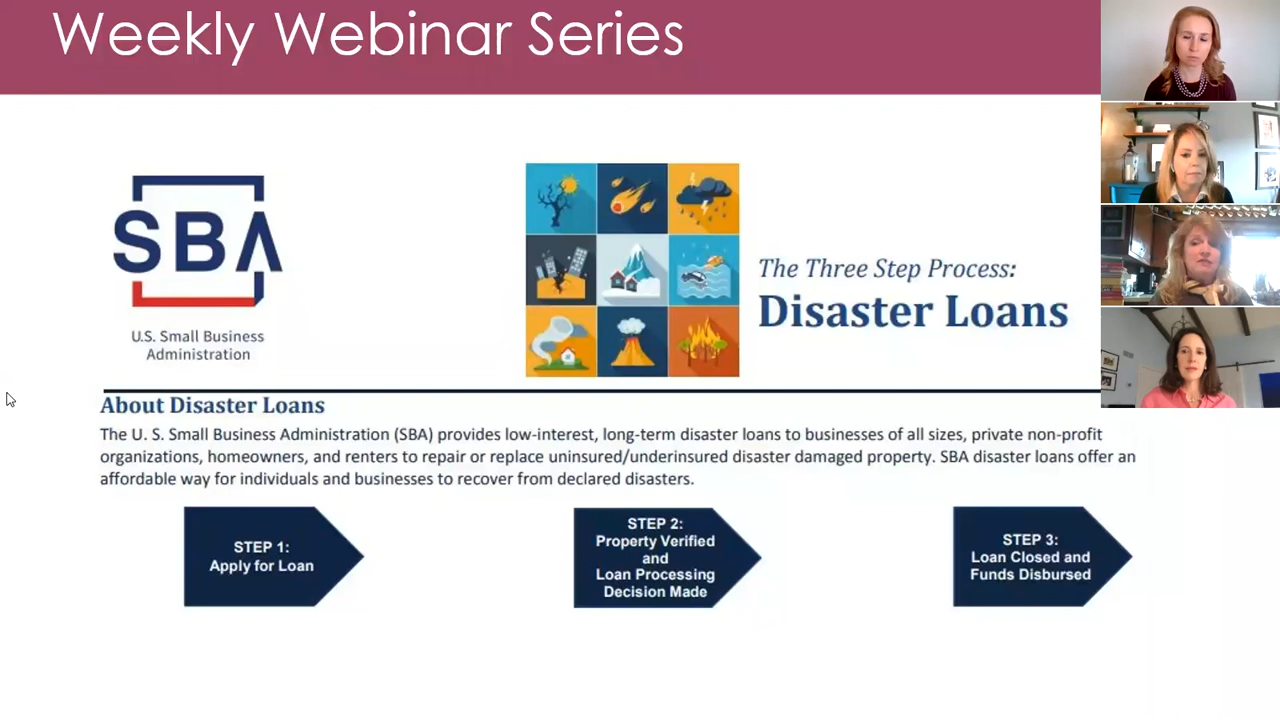 Weekly Webinar Series
SBA
U.S. Small Business
Administration
The Three Step Process:
Disaster Loans
About Disaster Loans
The U. S. Small Business Administration (SBA) provides low-interest, long-term disaster loans to businesses of all sizes, private non-profit
organizations, homeowners, and renters to repair or replace uninsured/underinsured disaster damaged property. SBA disaster loans offer an
affordable way for individuals and businesses to recover from declared disasters.
STEP 1:
Apply for Loan
STEP 2:
Property Verified
and
Loan Processing
Decision Made
STEP 3:
Loan Closed and
Funds Disbursed